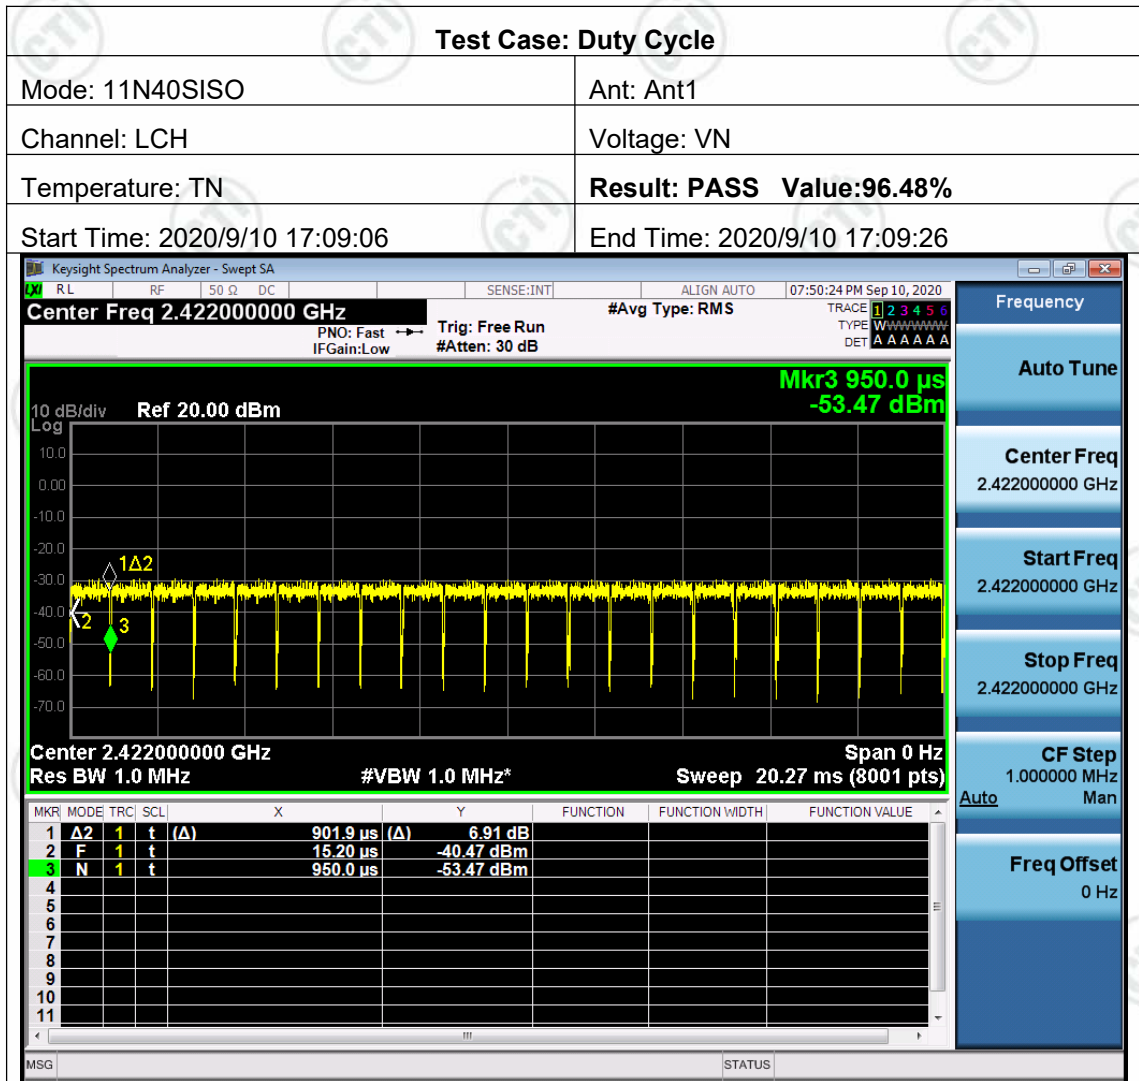 Test Case: Duty Cycle
Mode: 11N40SISO Ant: Ant1
Channel: LCH Voltage: VN
Temperature: TN Result: PASS Value:96.48%
Start Time: 2020/9/10 17:09:06 End Time: 2020/9/10 17:09:26
Keysight Spectrum Analyzer - Swept SA
LXI RL RF 50 Ω DC SENSE:INT ALIGN AUTO 07:50:24 PM Sep 10, 2020
Center Freq 2.422000000 GHz #Avg Type: RMS TRACE 1 2 3 4 5 6
PNO: Fast Trig: Free Run TYPE WWWWWW
IFGain:Low #Atten: 30 dB DET A A A A A A
Frequency
Auto Tune
Center Freq
2.422000000 GHz
Start Freq
2.422000000 GHz
Stop Freq
2.422000000 GHz
CF Step
1.000000 MHz
Auto Man
Freq Offset
0 Hz
Mkr3 950.0 µs
-53.47 dBm
10 dB/div Ref 20.00 dBm
Log
10.0
0.00
-10.0
-20.0
-30.0
-40.0
-50.0
-60.0
-70.0
1Δ2
2
3
Center 2.422000000 GHz Span 0 Hz
Res BW 1.0 MHz #VBW 1.0 MHz* Sweep 20.27 ms (8001 pts)
MKR MODE TRC SCL X Y FUNCTION FUNCTION WIDTH FUNCTION VALUE
1 Δ2 1 t (Δ) 901.9 µs (Δ) 6.91 dB
2 F 1 t 15.20 µs -40.47 dBm
3 N 1 t 950.0 µs -53.47 dBm
4
5
6
7
8
9
10
11
MSG STATUS
CTI